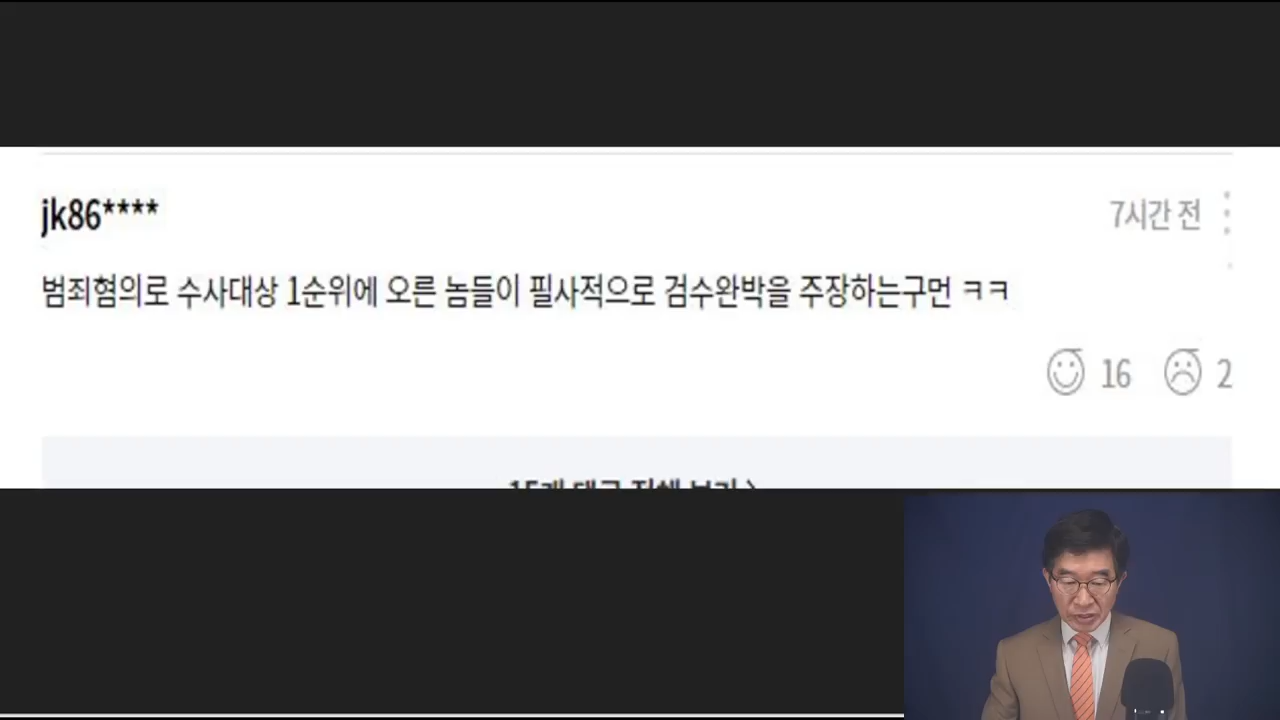 jk86****
7시간 전
범죄혐의로 수사대상 1순위에 오른 놈들이 필사적으로 검수완박을 주장하는구먼 ㅋㅋ
16 2